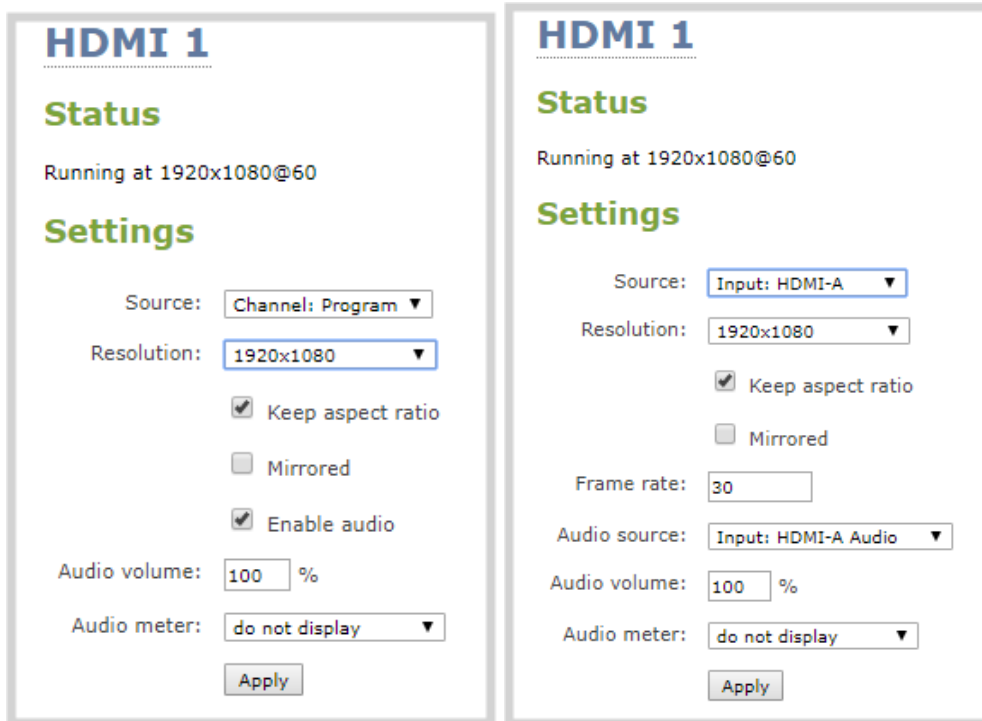 HDMI 1
Status
Running at 1920x1080@60
Settings
Source: Channel: Program
Resolution: 1920x1080
Keep aspect ratio
Mirrored
Enable audio
Audio volume: 100 %
Audio meter: do not display
Apply
HDMI 1
Status
Running at 1920x1080@60
Settings
Source: Input: HDMI-A
Resolution: 1920x1080
Keep aspect ratio
Mirrored
Frame rate: 30
Audio source: Input: HDMI-A Audio
Audio volume: 100 %
Audio meter: do not display
Apply